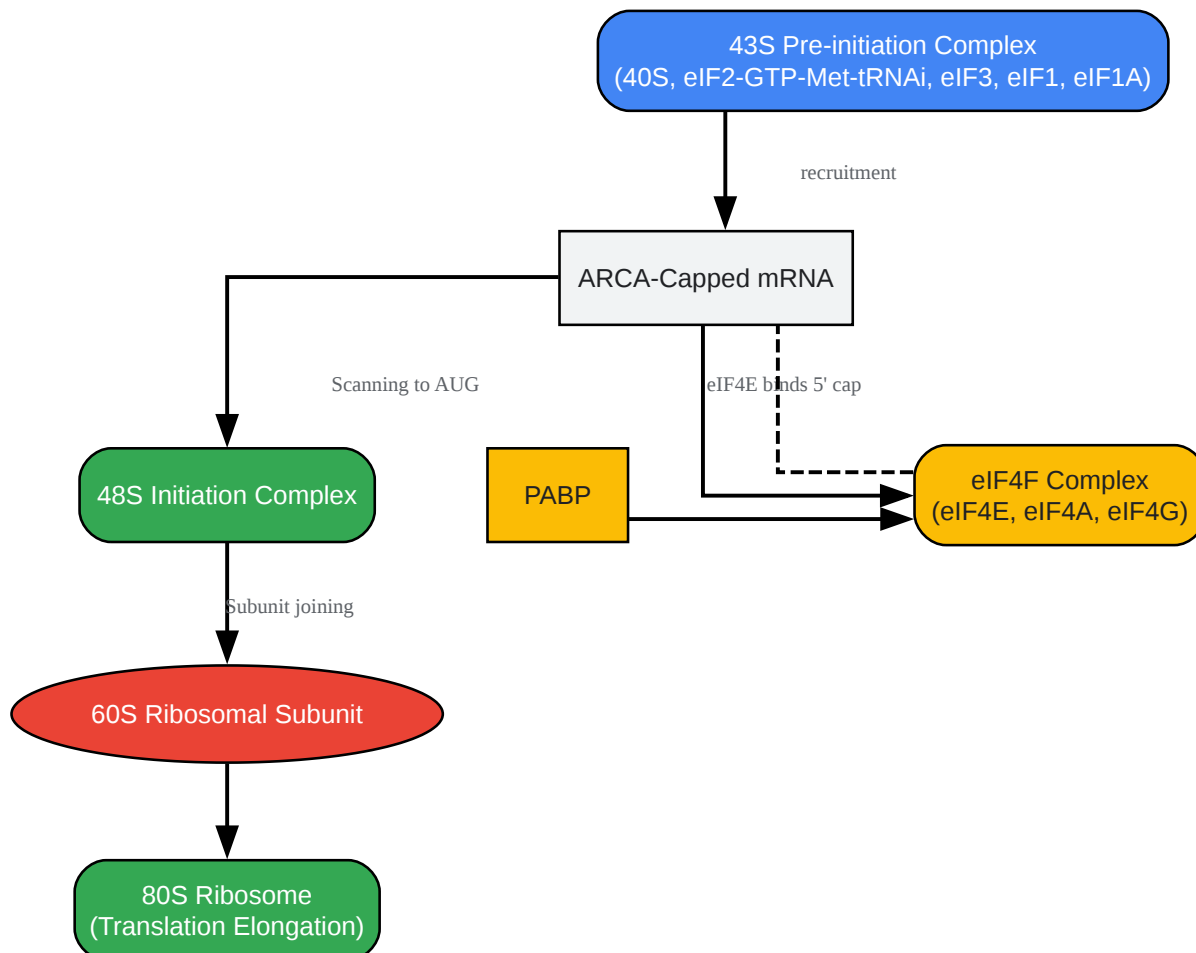 43S Pre-initiation Complex
(40S, eIF2-GTP-Met-tRNAi, eIF3, eIF1, eIF1A)
recruitment
ARCA-Capped mRNA
Scanning to AUG
eIF4E binds 5' cap
48S Initiation Complex
PABP
eIF4F Complex
(eIF4E, eIF4A, eIF4G)
Subunit joining
60S Ribosomal Subunit
80S Ribosome
(Translation Elongation)